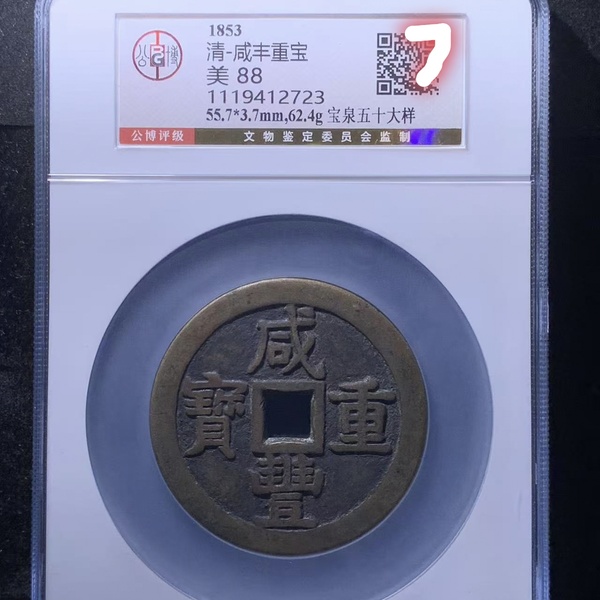 1853
清-咸丰重宝
美 88
1119412723
55.7*3.7mm,62.4g 宝泉五十大样
公博
公博评级
文物鉴定委员会监制
7
咸
寶 重
豐